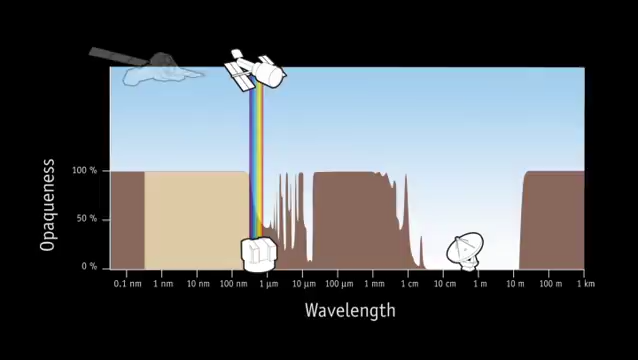 Opaqueness
100 %
50 %
0 %
0.1 nm 1 nm 10 nm 100 nm 1 µm 10 µm 100 µm 1 mm 1 cm 10 cm 1 m 10 m 100 m 1 km
Wavelength